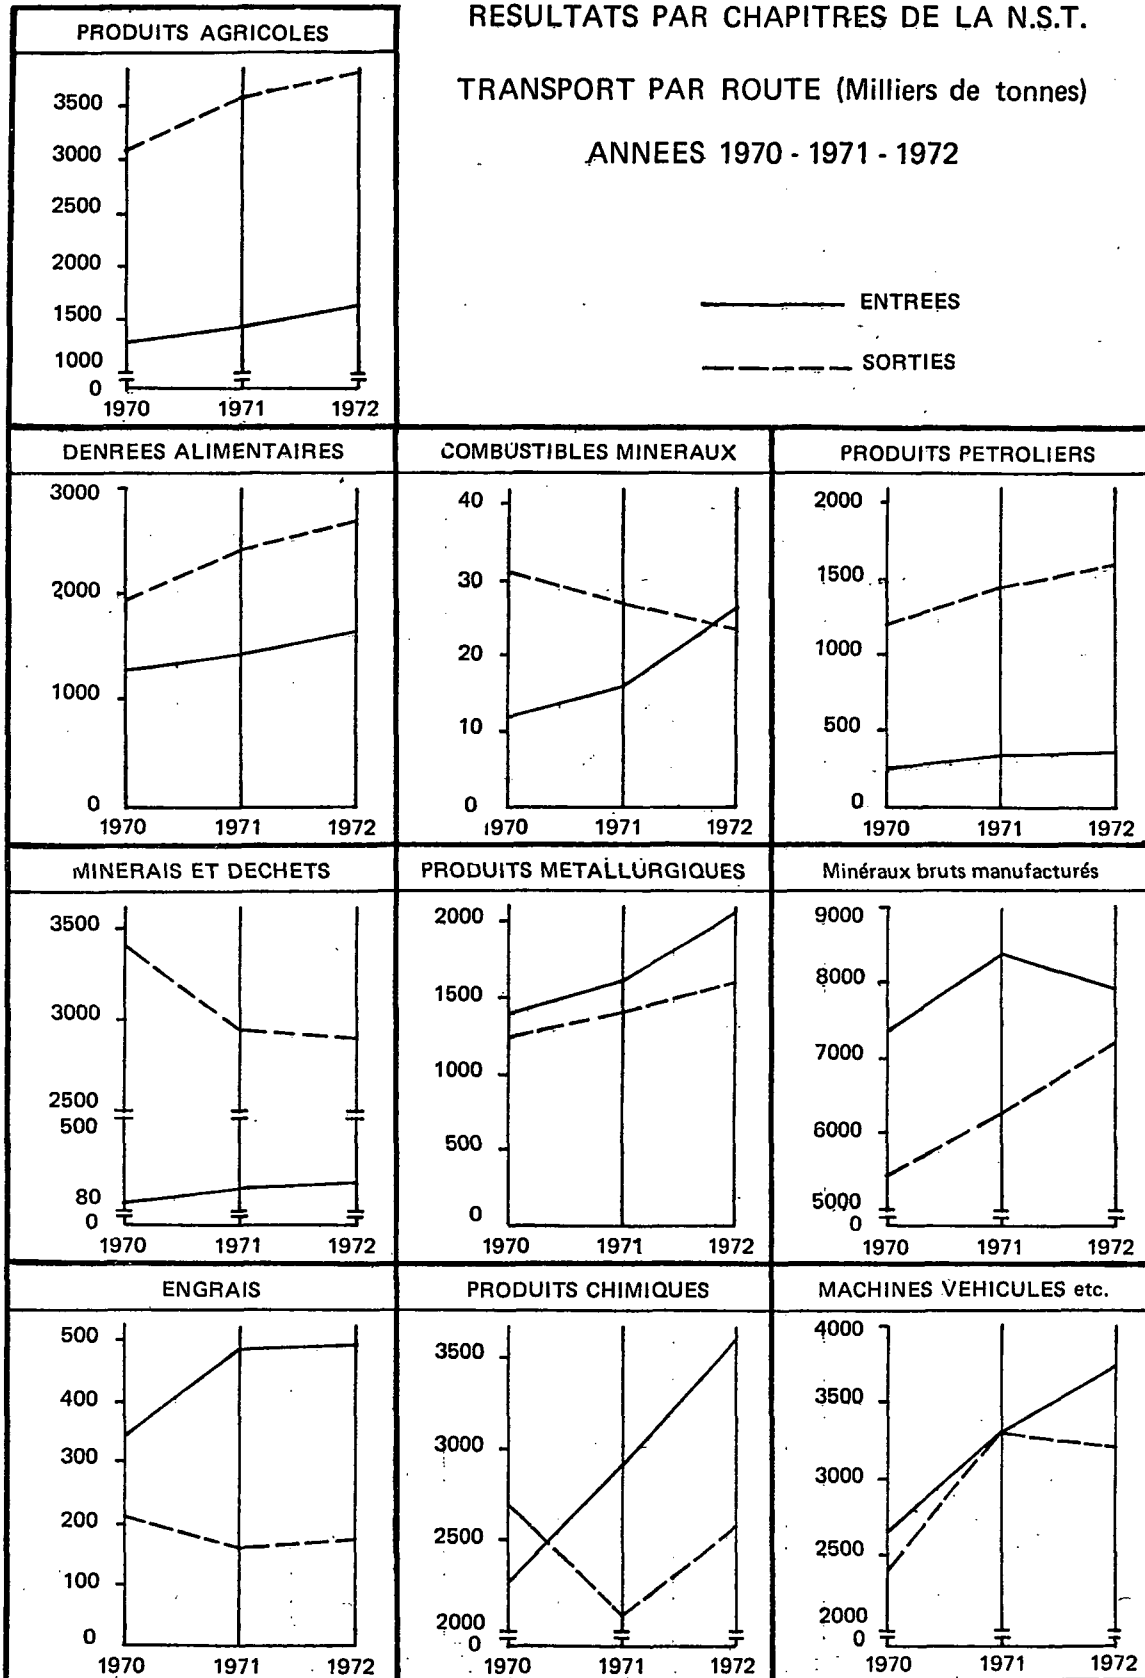 RESULTATS PAR CHAPITRES DE LA N.S.T.
TRANSPORT PAR ROUTE (Milliers de tonnes)
ANNEES 1970 - 1971 - 1972
ENTREES
SORTIES
PRODUITS AGRICOLES
3500
3000
2500
2000
1500
1000
0
1970 1971 1972
DENREES ALIMENTAIRES
3000
2000
1000
0
1970 1971 1972
COMBUSTIBLES MINERAUX
40
30
20
10
0
1970 1971 1972
PRODUITS PETROLIERS
2000
1500
1000
500
0
1970 1971 1972
MINERAIS ET DECHETS
3500
3000
2500
500
80
0
1970 1971 1972
PRODUITS METALLURGIQUES
2000
1500
1000
500
0
1970 1971 1972
Minéraux bruts manufacturés
9000
8000
7000
6000
5000
0
1970 1971 1972
ENGRAIS
500
400
300
200
100
0
1970 1971 1972
PRODUITS CHIMIQUES
3500
3000
2500
2000
0
1970 1971 1972
MACHINES VEHICULES etc.
4000
3500
3000
2500
2000
0
1970 1971 1972